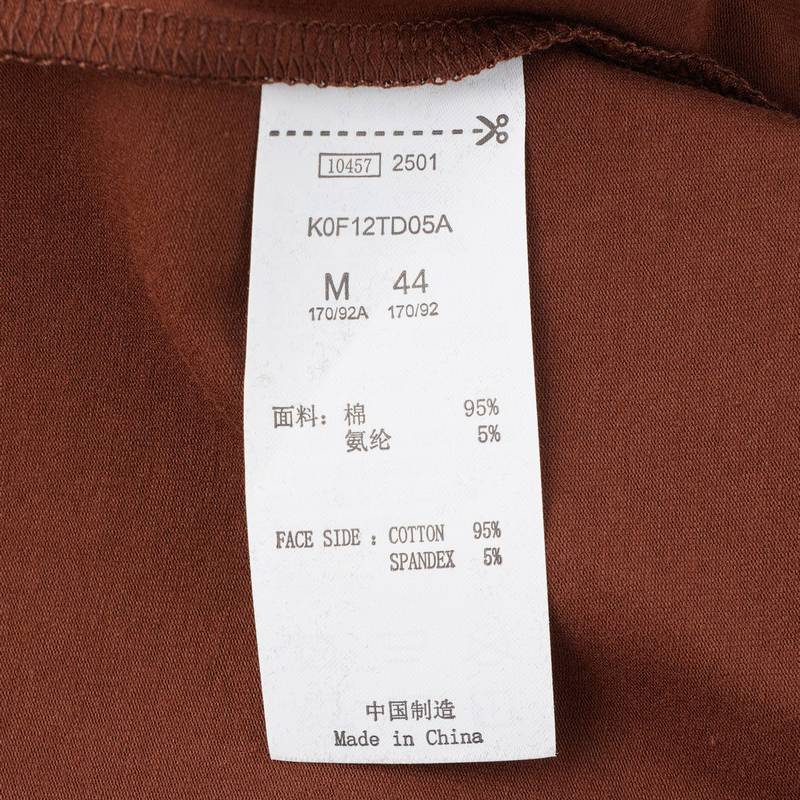 10457 2501
K0F12TD05A
M 44
170/92A 170/92
面料：棉 95%
氨纶 5%
FACE SIDE : COTTON 95%
SPANDEX 5%
中国制造
Made in China